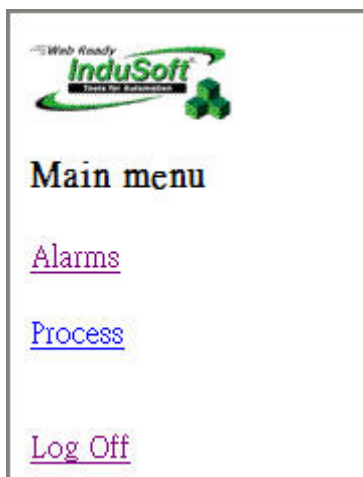 Web Ready
InduSoft
Tools for Automation
Main menu
Alarms
Process
Log Off